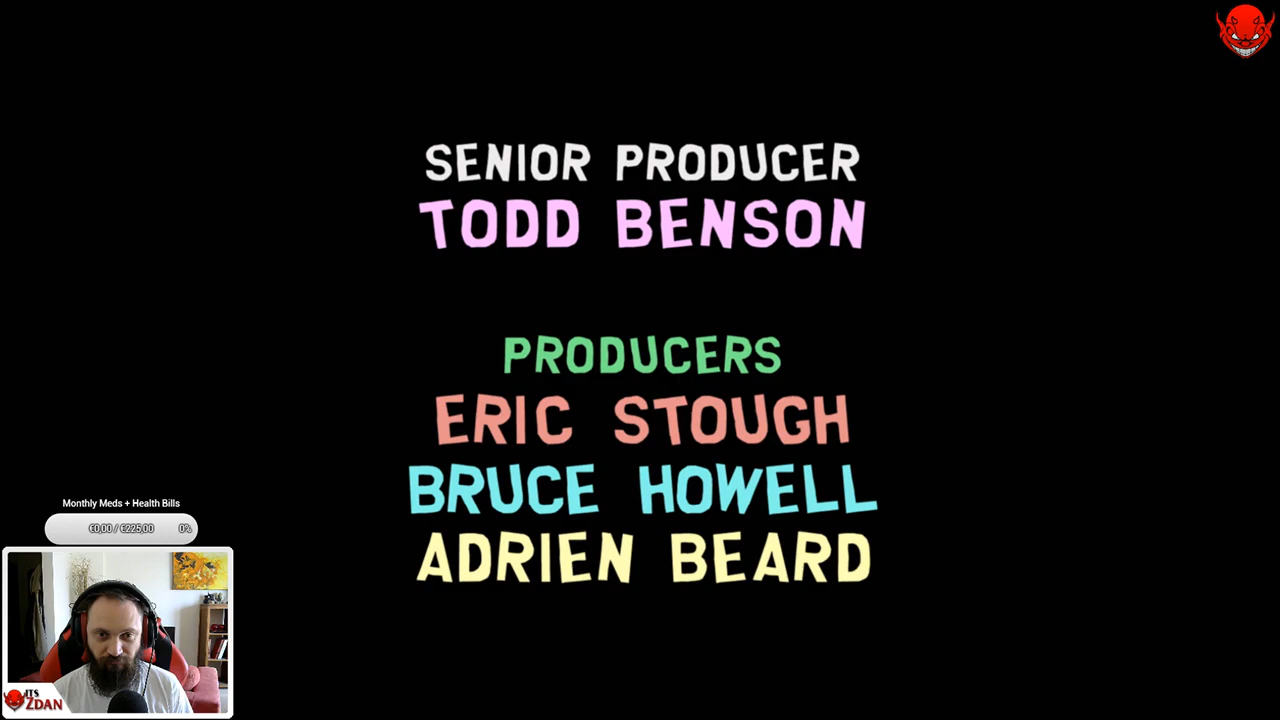 SENIOR PRODUCER
TODD BENSON
PRODUCERS
ERIC STOUGH
BRUCE HOWELL
ADRIEN BEARD
Monthly Meds + Health Bills
€0,00 / €225,00 0%
ITS
ZDAN